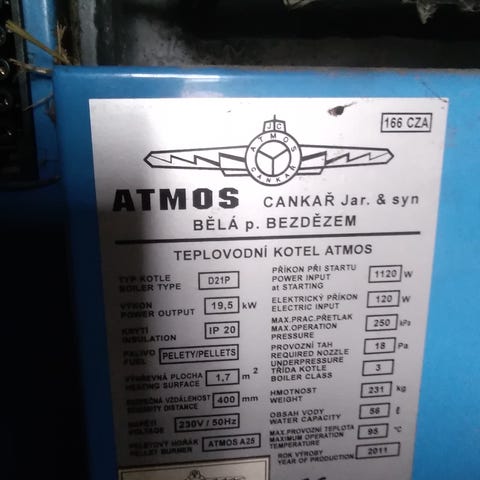 166 CZA
JC
ATMOS
CANKAŘ
ATMOS CANKAŘ Jar. & syn
BĚLÁ p. BEZDĚZEM
TEPLOVODNÍ KOTEL ATMOS
TYP KOTLE
BOILER TYPE D21P
VÝKON
POWER OUTPUT 19,5 kW
KRYTÍ
INSULATION IP 20
PALIVO
FUEL PELETY/PELLETS
VÝHŘEVNÁ PLOCHA
HEATING SURFACE 1,7 m2
BEZPEČNÁ VZDÁLENOST
SECURITY DISTANCE 400 mm
NAPĚTÍ
VOLTAGE 230V / 50Hz
PELETOVÝ HOŘÁK
PELLET BURNER ATMOS A25
PŘÍKON PŘI STARTU
POWER INPUT
at STARTING 1120 W
ELEKTRICKÝ PŘÍKON
ELECTRIC INPUT 120 W
MAX.PRAC.PŘETLAK
MAX.OPERATION
PRESSURE 250 kPa
PROVOZNÍ TAH
REQUIRED NOZZLE
UNDERPRESSURE 18 Pa
TŘÍDA KOTLE
BOILER CLASS 3
HMOTNOST
WEIGHT 231 kg
OBSAH VODY
WATER CAPACITY 56 ℓ
MAX.PROVOZNÍ TEPLOTA
MAXIMUM OPERATION
TEMPERATURE 95 °C
ROK VÝROBY
YEAR OF PRODUCTION 2011